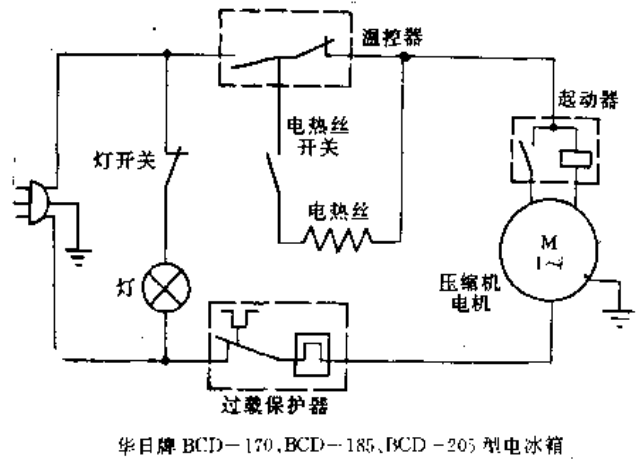 温控器
起动器
电热丝
开关
灯开关
电热丝
M
灯
压缩机
电机
过载保护器
华日牌 BCD-170、BCD-185、BCD-205 型电冰箱